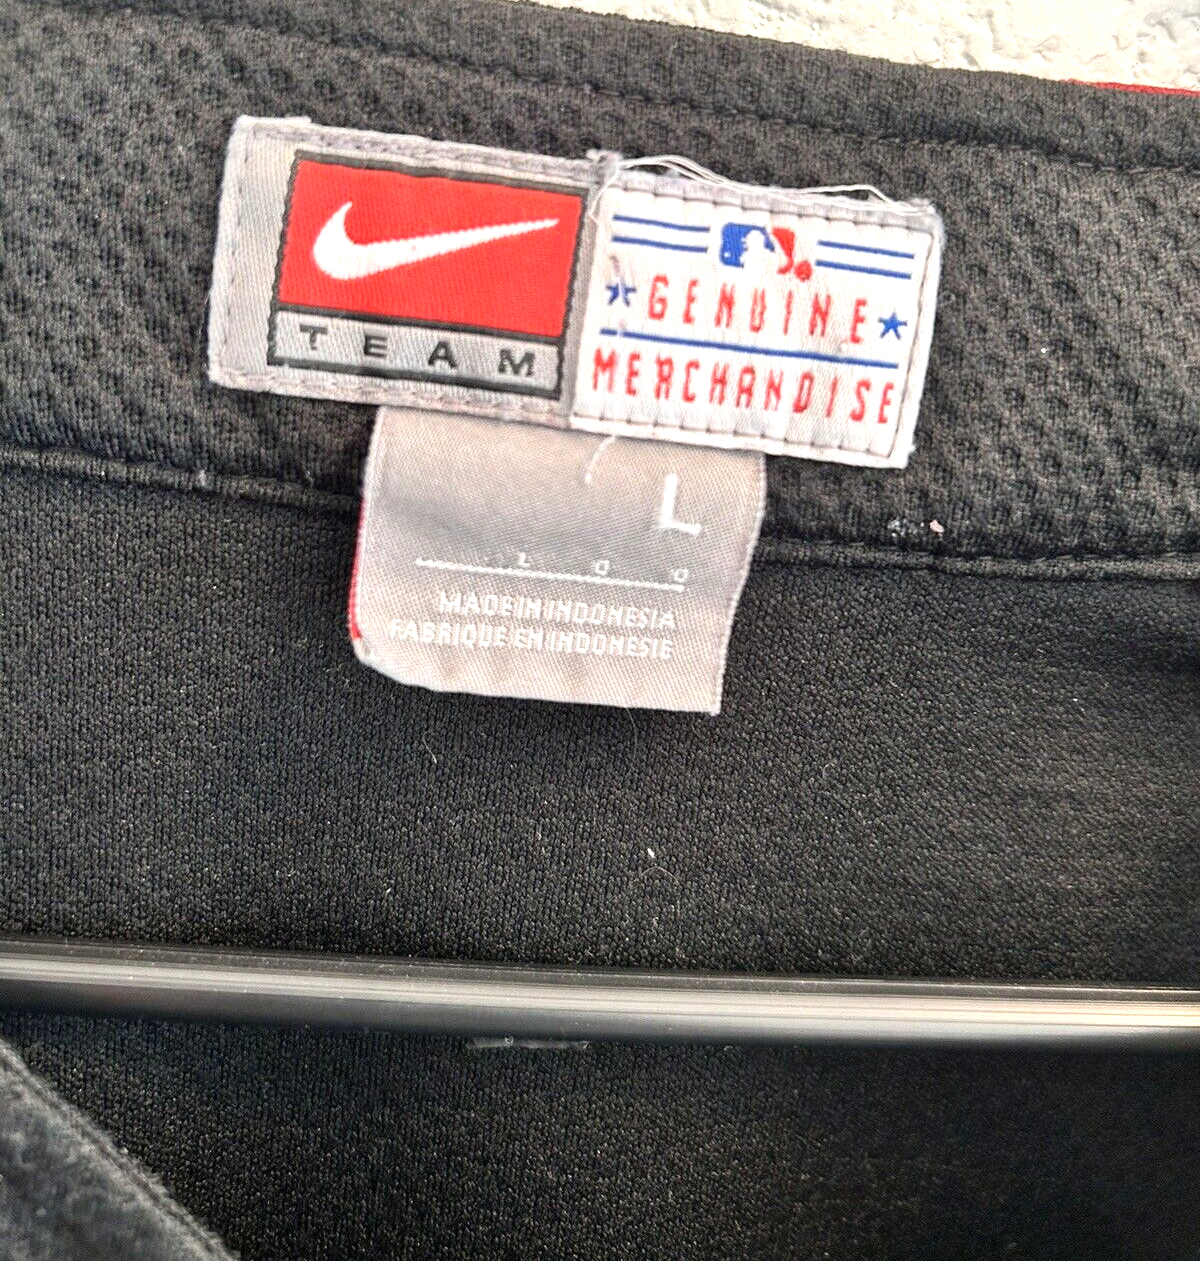 TEAM
GENUINE
MERCHANDISE
L
L G G
MADE IN INDONESIA
FABRIQUE EN INDONESIE